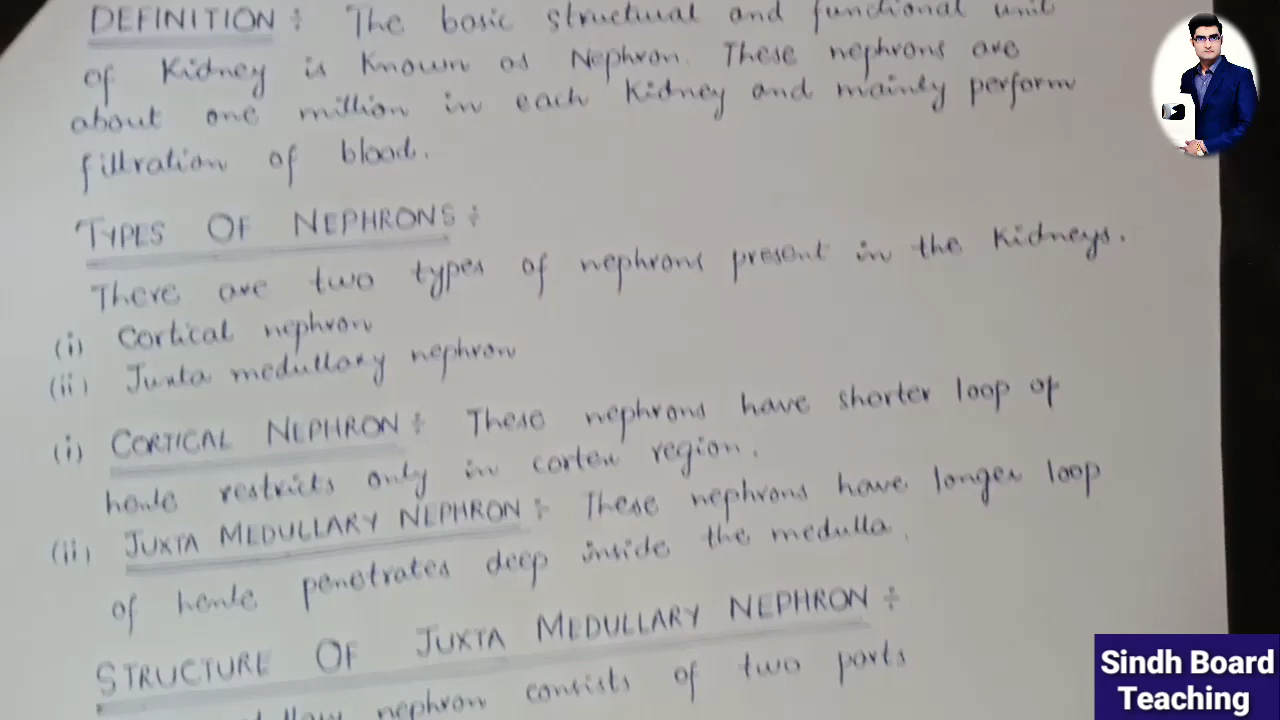 DEFINITION : The basic structural and functional unit
of Kidney is known as Nephron. These nephrons are
about one million in each kidney and mainly perform
filtration of blood.
TYPES OF NEPHRONS :
There are two types of nephrons present in the kidneys.
(i) Cortical nephron
(ii) Juxta medullary nephron
(i) CORTICAL NEPHRON : These nephrons have shorter loop of
henle restricts only in cortex region.
(ii) JUXTA MEDULLARY NEPHRON : These nephrons have longer loop
of henle penetrates deep inside the medulla.
STRUCTURE OF JUXTA MEDULLARY NEPHRON :
nephron consists of two parts
Sindh Board
Teaching